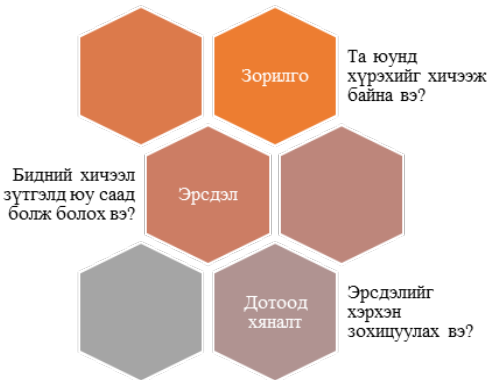 Зорилго
Та юунд
хүрэхийг хичээж
байна вэ?
Бидний хичээл
зүтгэлд юу саад
болж болох вэ?
Эрсдэл
Дотоод
хяналт
Эрсдэлийг
хэрхэн
зохицуулах вэ?